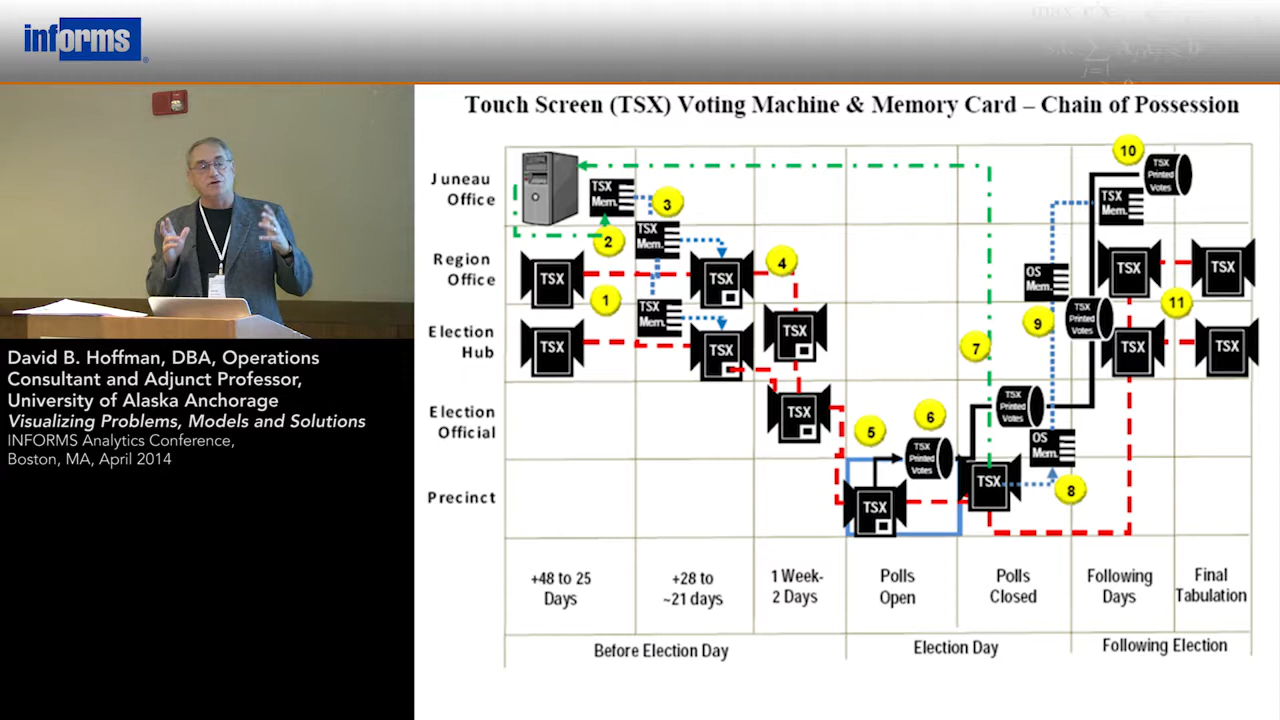 informs
Touch Screen (TSX) Voting Machine & Memory Card – Chain of Possession
Juneau
Office
Region
Office
Election
Hub
Election
Official
Precinct
TSX
Mem.
3
TSX
Mem.
2
TSX
TSX
4
1
TSX
Mem.
TSX
TSX
TSX
TSX
5
6
TSX
Printed
Votes
TSX
7
TSX
Printed
Votes
TSX
OS
Mem.
8
OS
Mem.
9
TSX
Printed
Votes
10
TSX
Printed
Votes
TSX
Mem.
TSX
TSX
11
TSX
TSX
+48 to 25
Days
+28 to
~21 days
1 Week-
2 Days
Polls
Open
Polls
Closed
Following
Days
Final
Tabulation
Before Election Day
Election Day
Following Election
David B. Hoffman, DBA, Operations
Consultant and Adjunct Professor,
University of Alaska Anchorage
Visualizing Problems, Models and Solutions
INFORMS Analytics Conference,
Boston, MA, April 2014